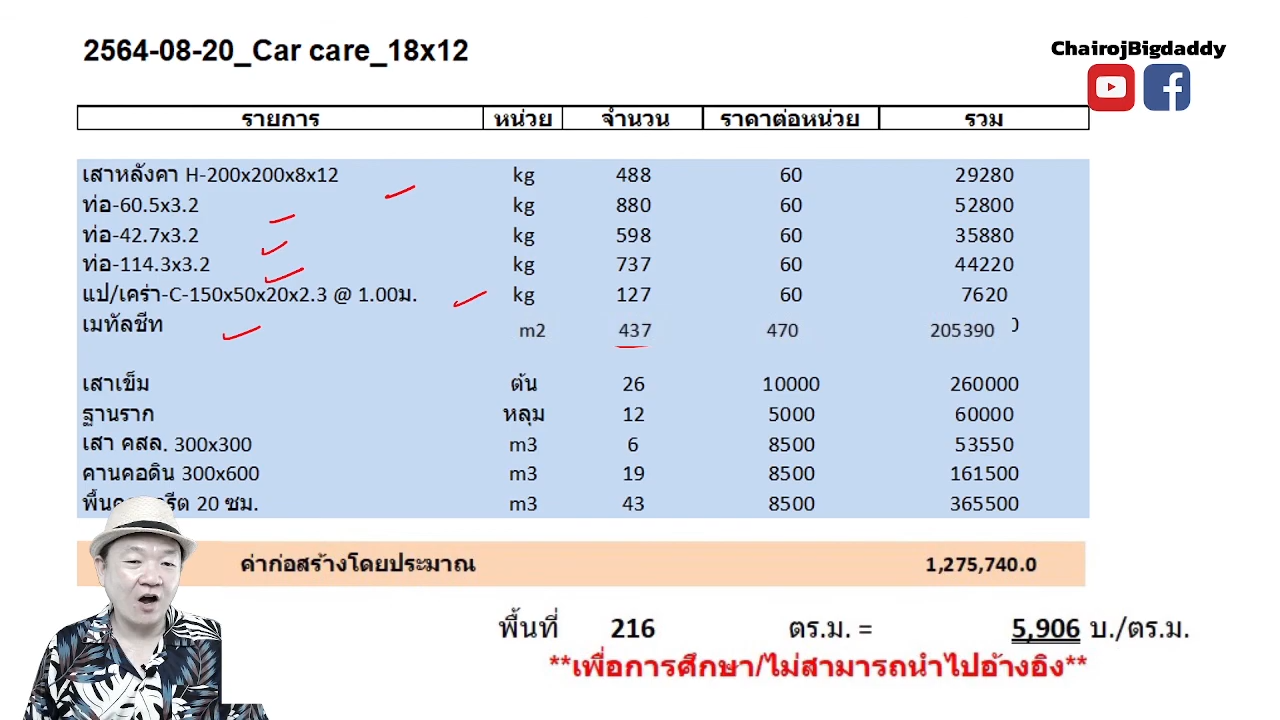 2564-08-20_Car care_18x12
ChairojBigdaddy
รายการ หน่วย จำนวน ราคาต่อหน่วย รวม
เสาหลังคา H-200x200x8x12 kg 488 60 29280
ท่อ-60.5x3.2 kg 880 60 52800
ท่อ-42.7x3.2 kg 598 60 35880
ท่อ-114.3x3.2 kg 737 60 44220
แป/เคร่า-C-150x50x20x2.3 @ 1.00ม. kg 127 60 7620
เมทัลชีท m2 437 470 205390
เสาเข็ม ต้น 26 10000 260000
ฐานราก หลุม 12 5000 60000
เสา คสล. 300x300 m3 6 8500 53550
คานคอดิน 300x600 m3 19 8500 161500
20 ซม. m3 43 8500 365500
ค่าก่อสร้างโดยประมาณ 1,275,740.0
พื้นที่ 216 ตร.ม. = 5,906 บ./ตร.ม.
**เพื่อการศึกษา/ไม่สามารถนำไปอ้างอิง**